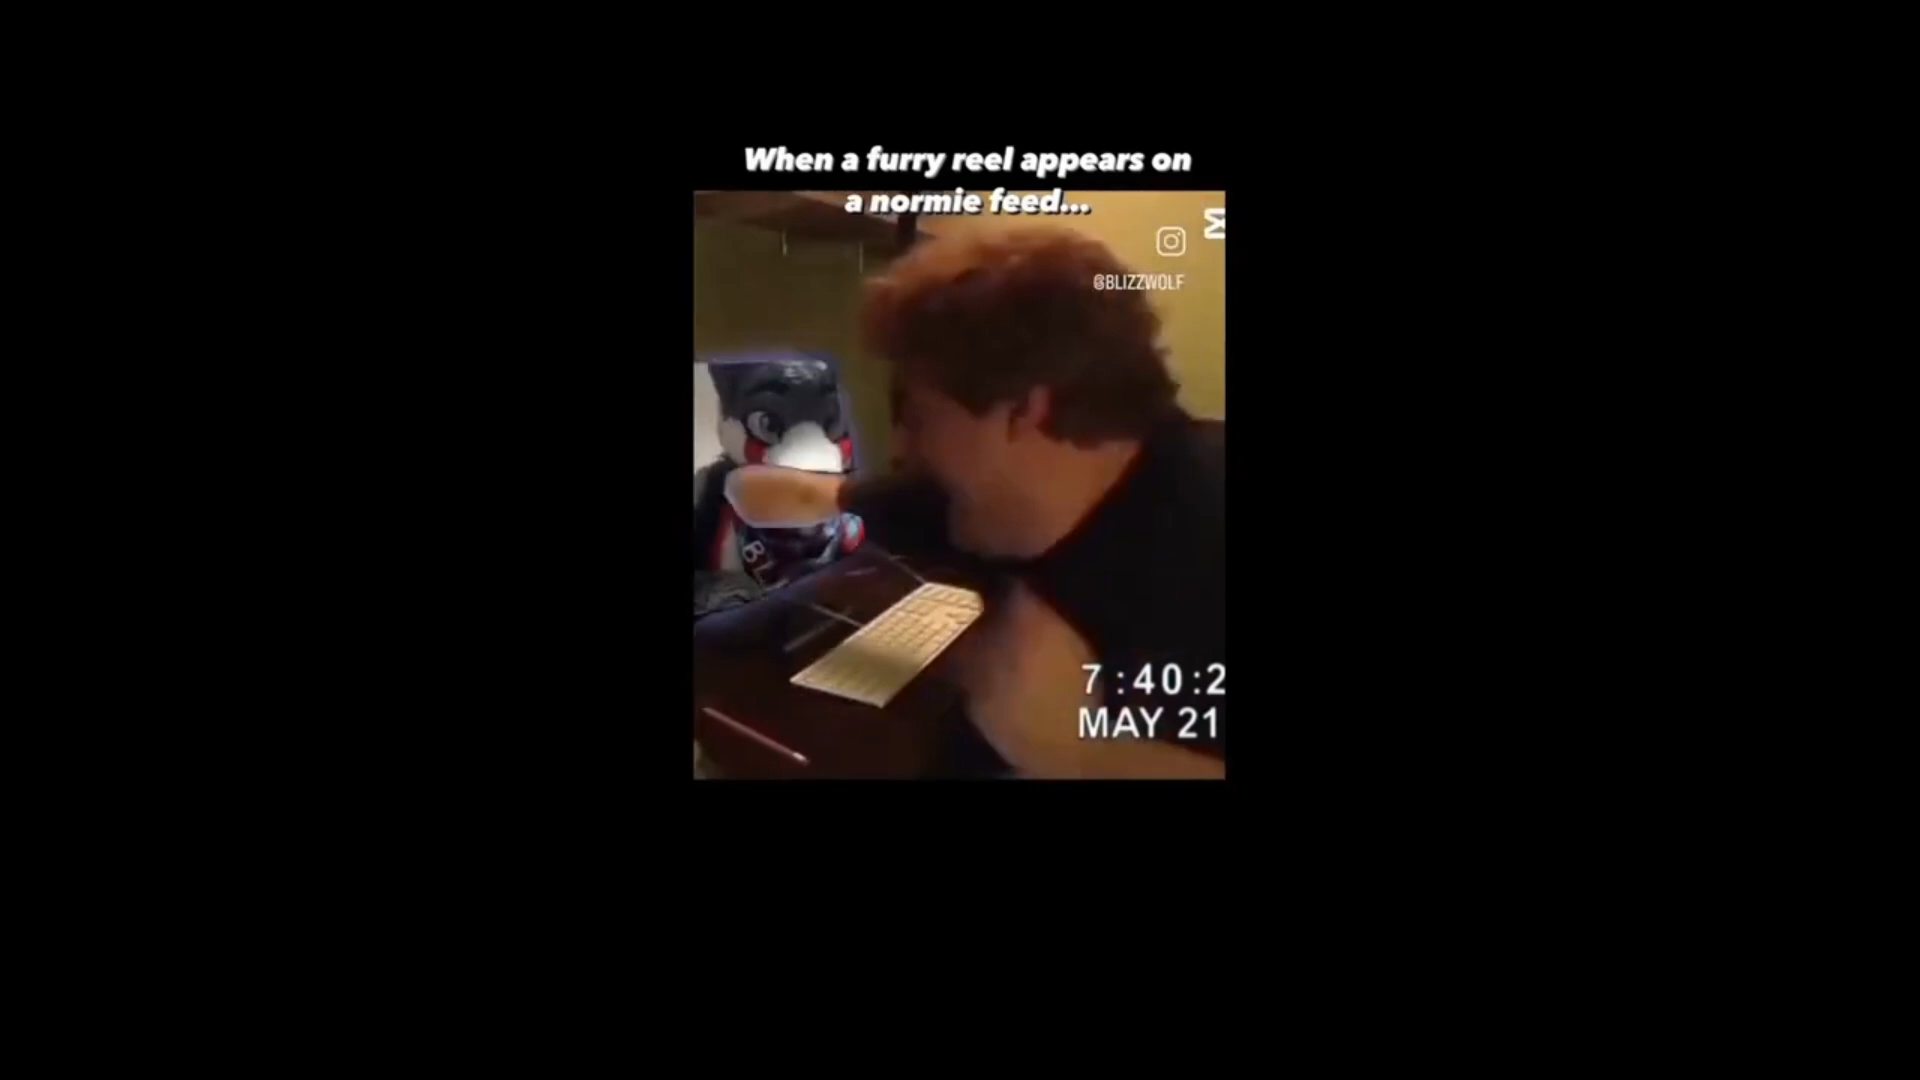 When a furry reel appears on
a normie feed...
@BLIZZWOLF
7:40:2
MAY 21